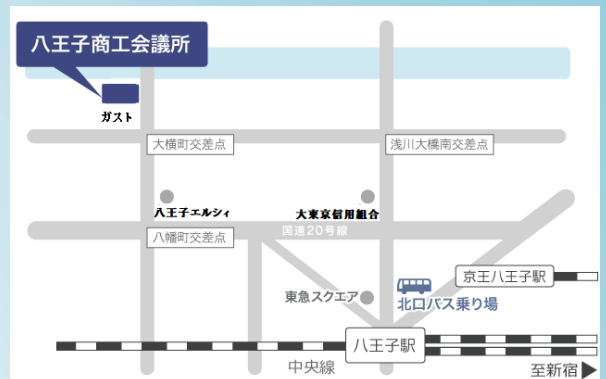 八王子商工会議所
ガスト
大横町交差点
浅川大橋南交差点
八王子エルシィ
大東京信用組合
国道20号線
八幡町交差点
京王八王子駅
東急スクエア
北口バス乗り場
八王子駅
中央線
至新宿